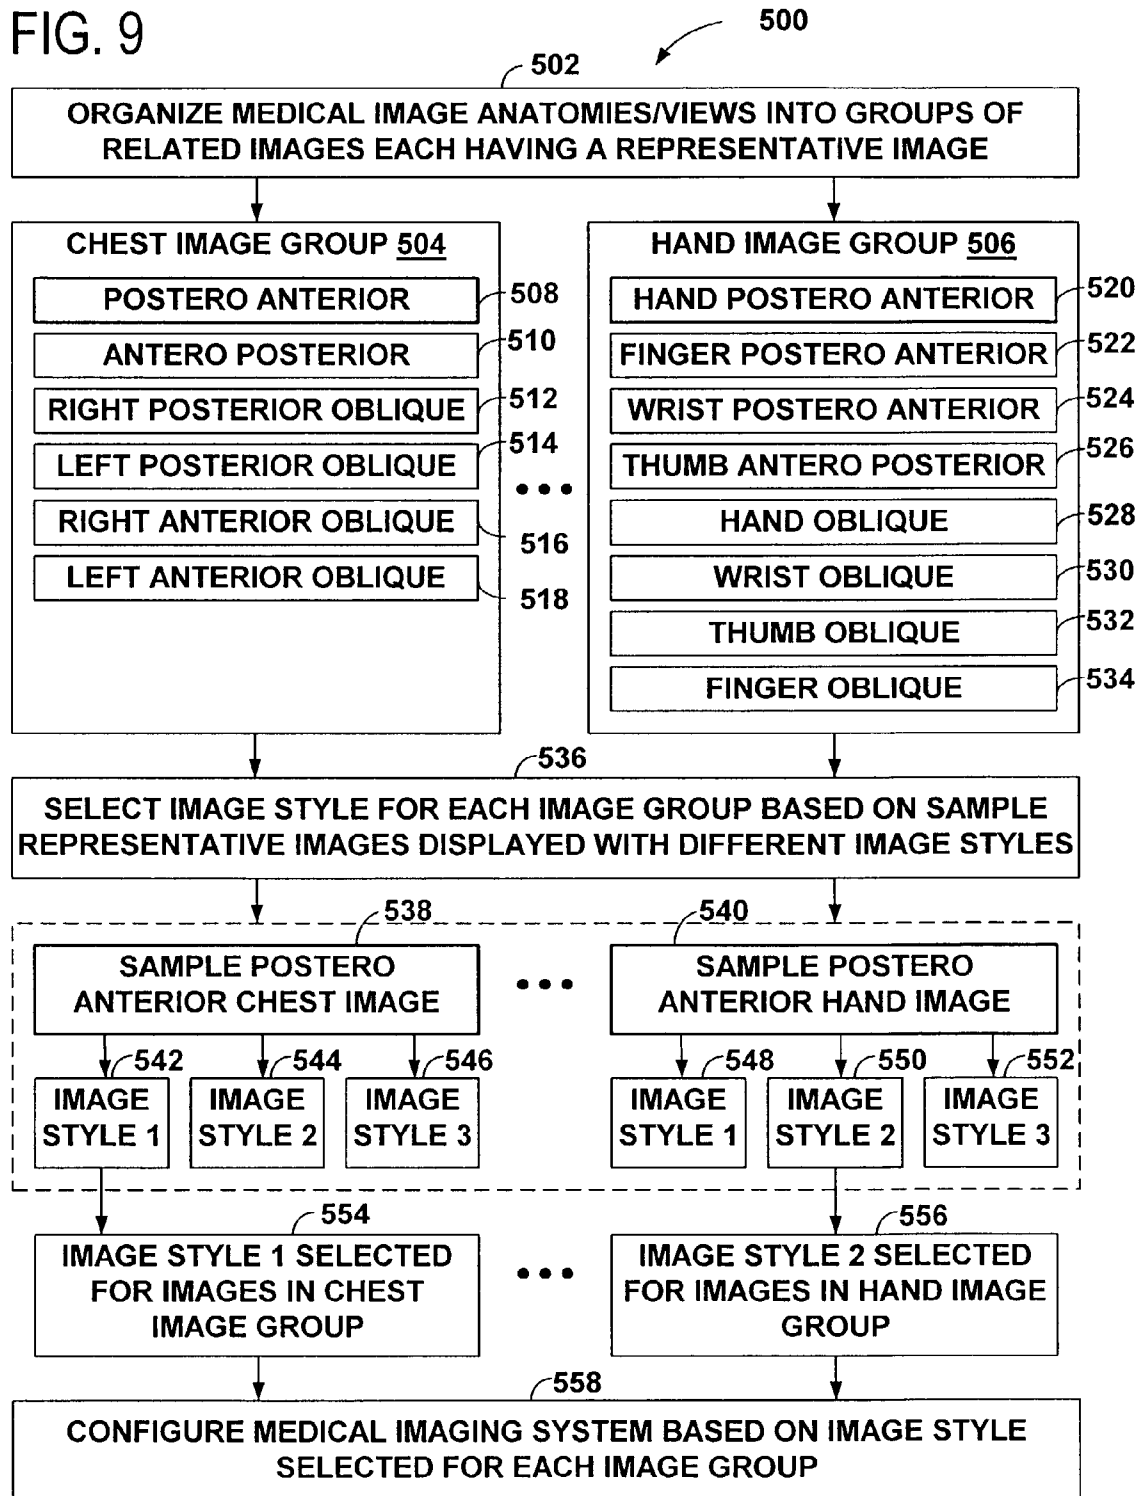 FIG. 9
500
502
ORGANIZE MEDICAL IMAGE ANATOMIES/VIEWS INTO GROUPS OF
RELATED IMAGES EACH HAVING A REPRESENTATIVE IMAGE
CHEST IMAGE GROUP 504
POSTERO ANTERIOR 508
ANTERO POSTERIOR 510
RIGHT POSTERIOR OBLIQUE 512
LEFT POSTERIOR OBLIQUE 514
RIGHT ANTERIOR OBLIQUE 516
LEFT ANTERIOR OBLIQUE 518
•••
HAND IMAGE GROUP 506
HAND POSTERO ANTERIOR 520
FINGER POSTERO ANTERIOR 522
WRIST POSTERO ANTERIOR 524
THUMB ANTERO POSTERIOR 526
HAND OBLIQUE 528
WRIST OBLIQUE 530
THUMB OBLIQUE 532
FINGER OBLIQUE 534
536
SELECT IMAGE STYLE FOR EACH IMAGE GROUP BASED ON SAMPLE
REPRESENTATIVE IMAGES DISPLAYED WITH DIFFERENT IMAGE STYLES
538
SAMPLE POSTERO
ANTERIOR CHEST IMAGE
•••
540
SAMPLE POSTERO
ANTERIOR HAND IMAGE
542
IMAGE
STYLE 1
544
IMAGE
STYLE 2
546
IMAGE
STYLE 3
548
IMAGE
STYLE 1
550
IMAGE
STYLE 2
552
IMAGE
STYLE 3
554
IMAGE STYLE 1 SELECTED
FOR IMAGES IN CHEST
IMAGE GROUP
•••
556
IMAGE STYLE 2 SELECTED
FOR IMAGES IN HAND IMAGE
GROUP
558
CONFIGURE MEDICAL IMAGING SYSTEM BASED ON IMAGE STYLE
SELECTED FOR EACH IMAGE GROUP